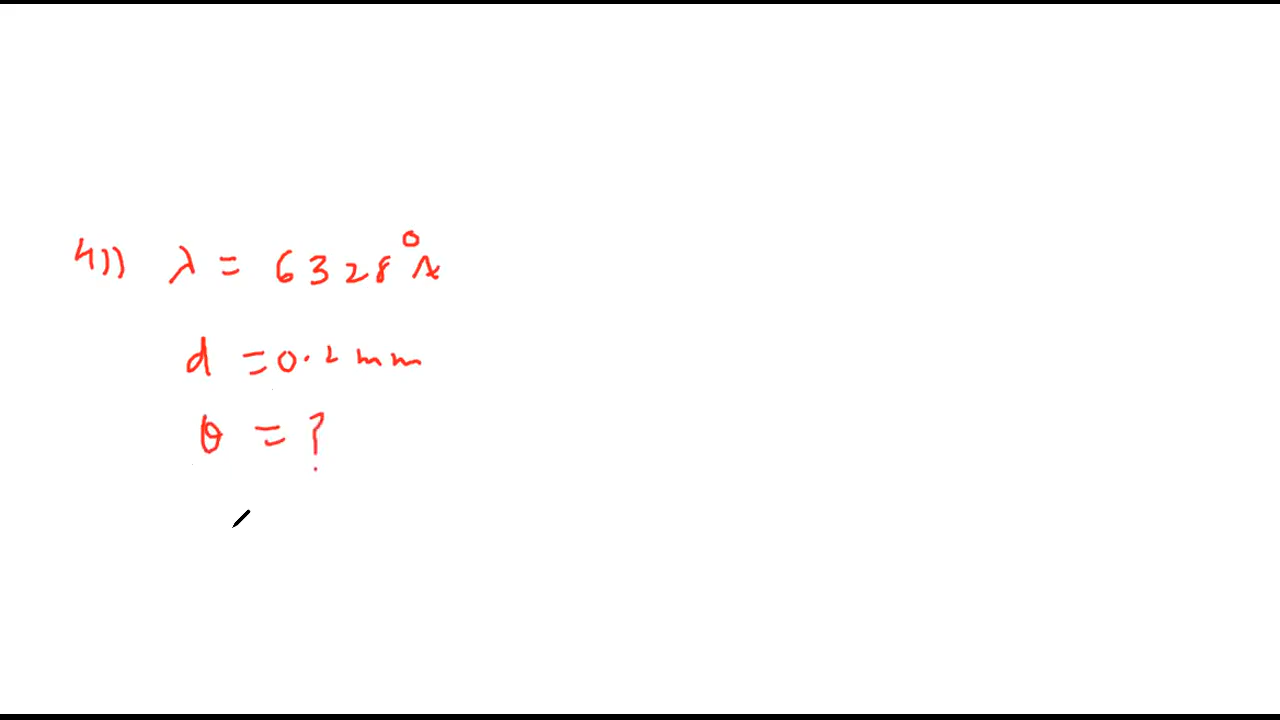 4)) λ = 6328 Å
d = 0.2 mm
θ = ?